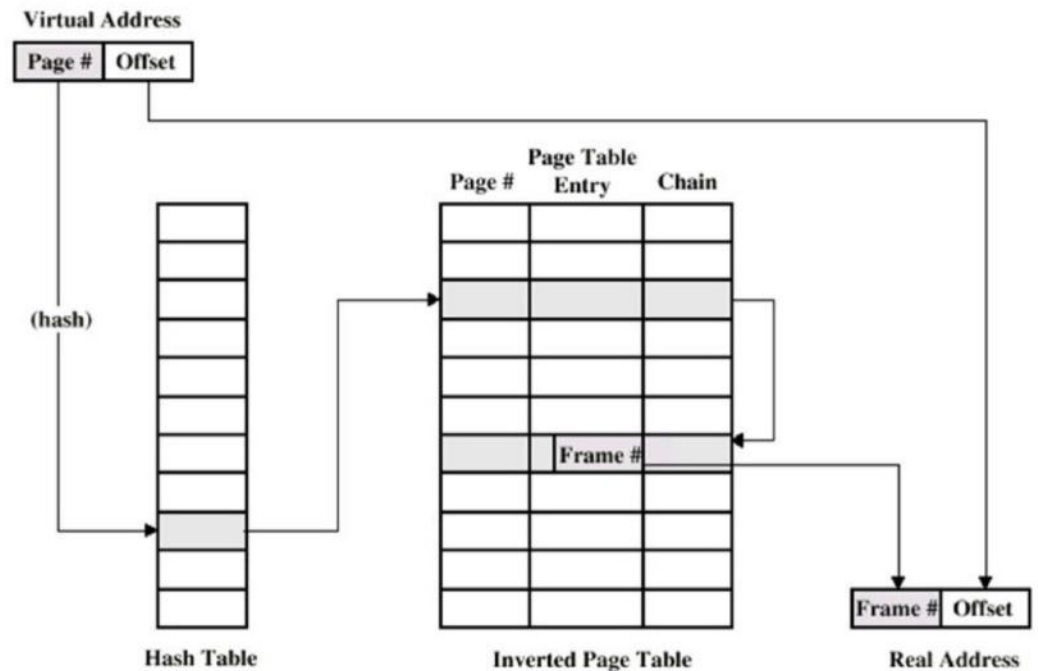 Virtual Address
Page # Offset
Page Table
Page # Entry Chain
(hash)
Frame #
Frame # Offset
Hash Table Inverted Page Table Real Address